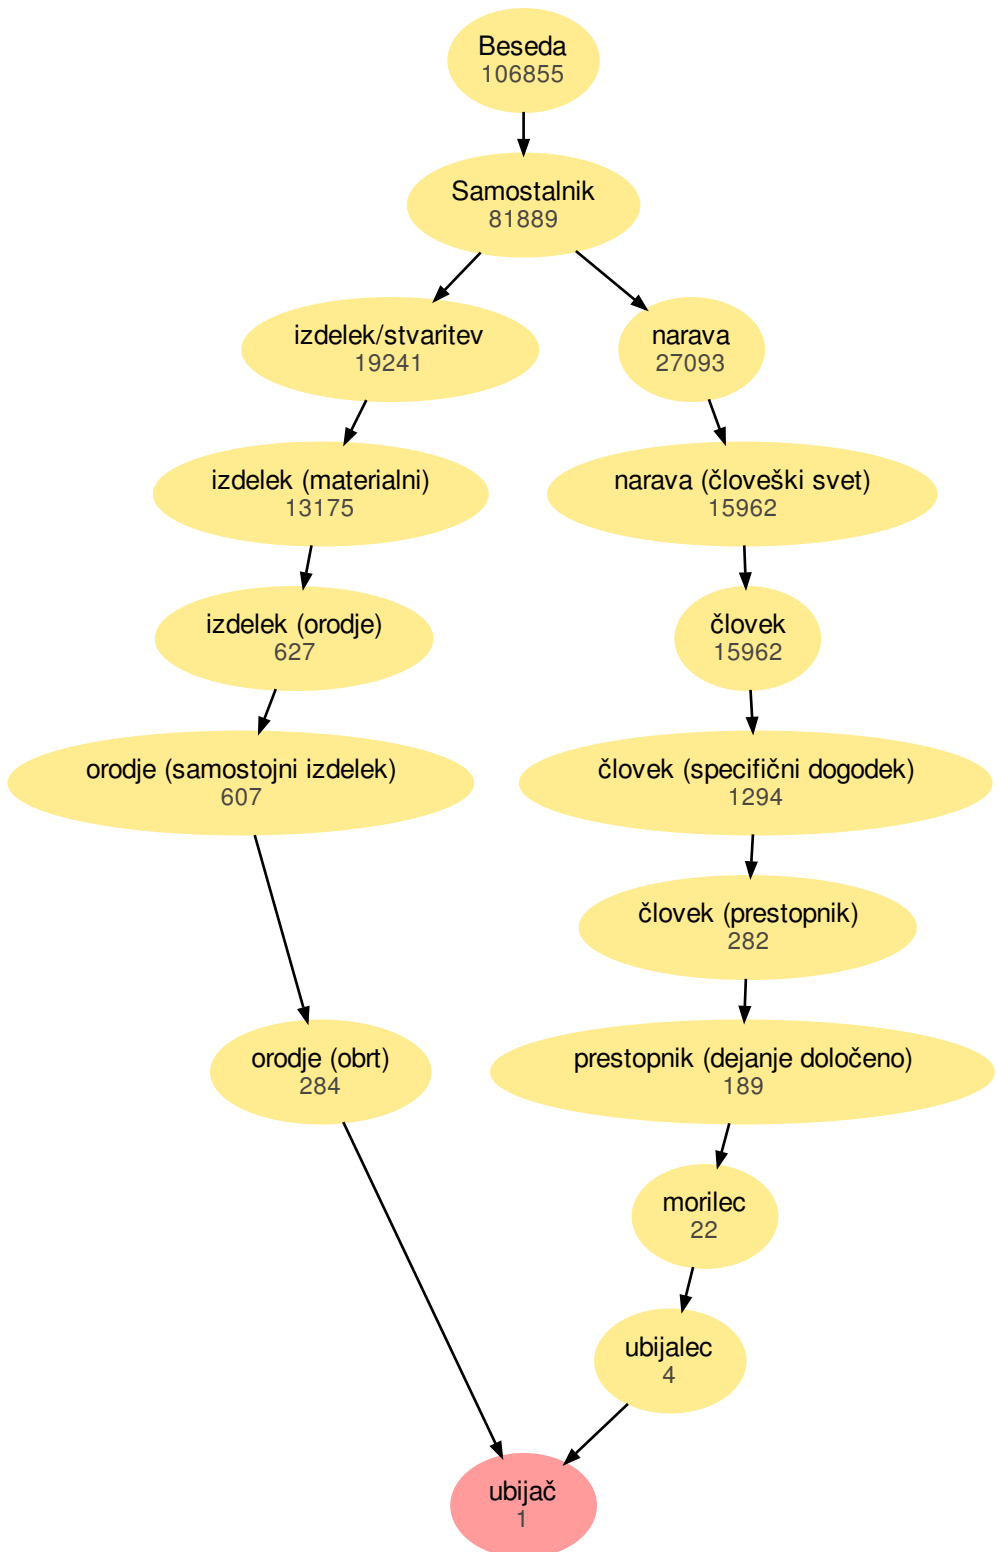 Beseda
106855
Samostalnik
81889
izdelek/stvaritev
19241
narava
27093
izdelek (materialni)
13175
narava (človeški svet)
15962
izdelek (orodje)
627
človek
15962
orodje (samostojni izdelek)
607
človek (specifični dogodek)
1294
človek (prestopnik)
282
orodje (obrt)
284
prestopnik (dejanje določeno)
189
morilec
22
ubijalec
4
ubijač
1